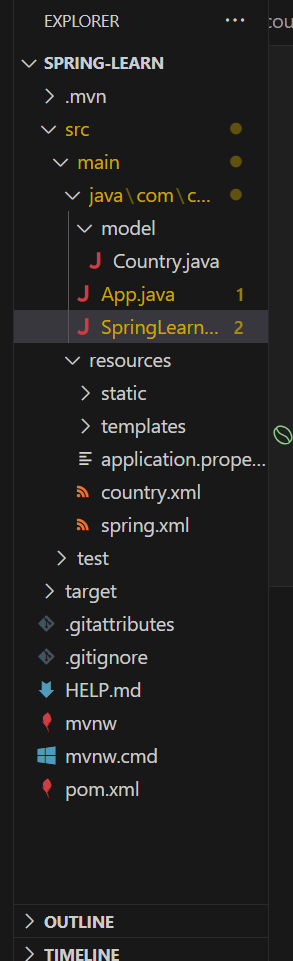 EXPLORER ...
cou
SPRING-LEARN
.mvn
src
main
java\com\c...
model
Country.java
App.java 1
SpringLearn... 2
resources
static
templates
application.prope...
country.xml
spring.xml
test
target
.gitattributes
.gitignore
HELP.md
mvnw
mvnw.cmd
pom.xml
OUTLINE
TIMELINE